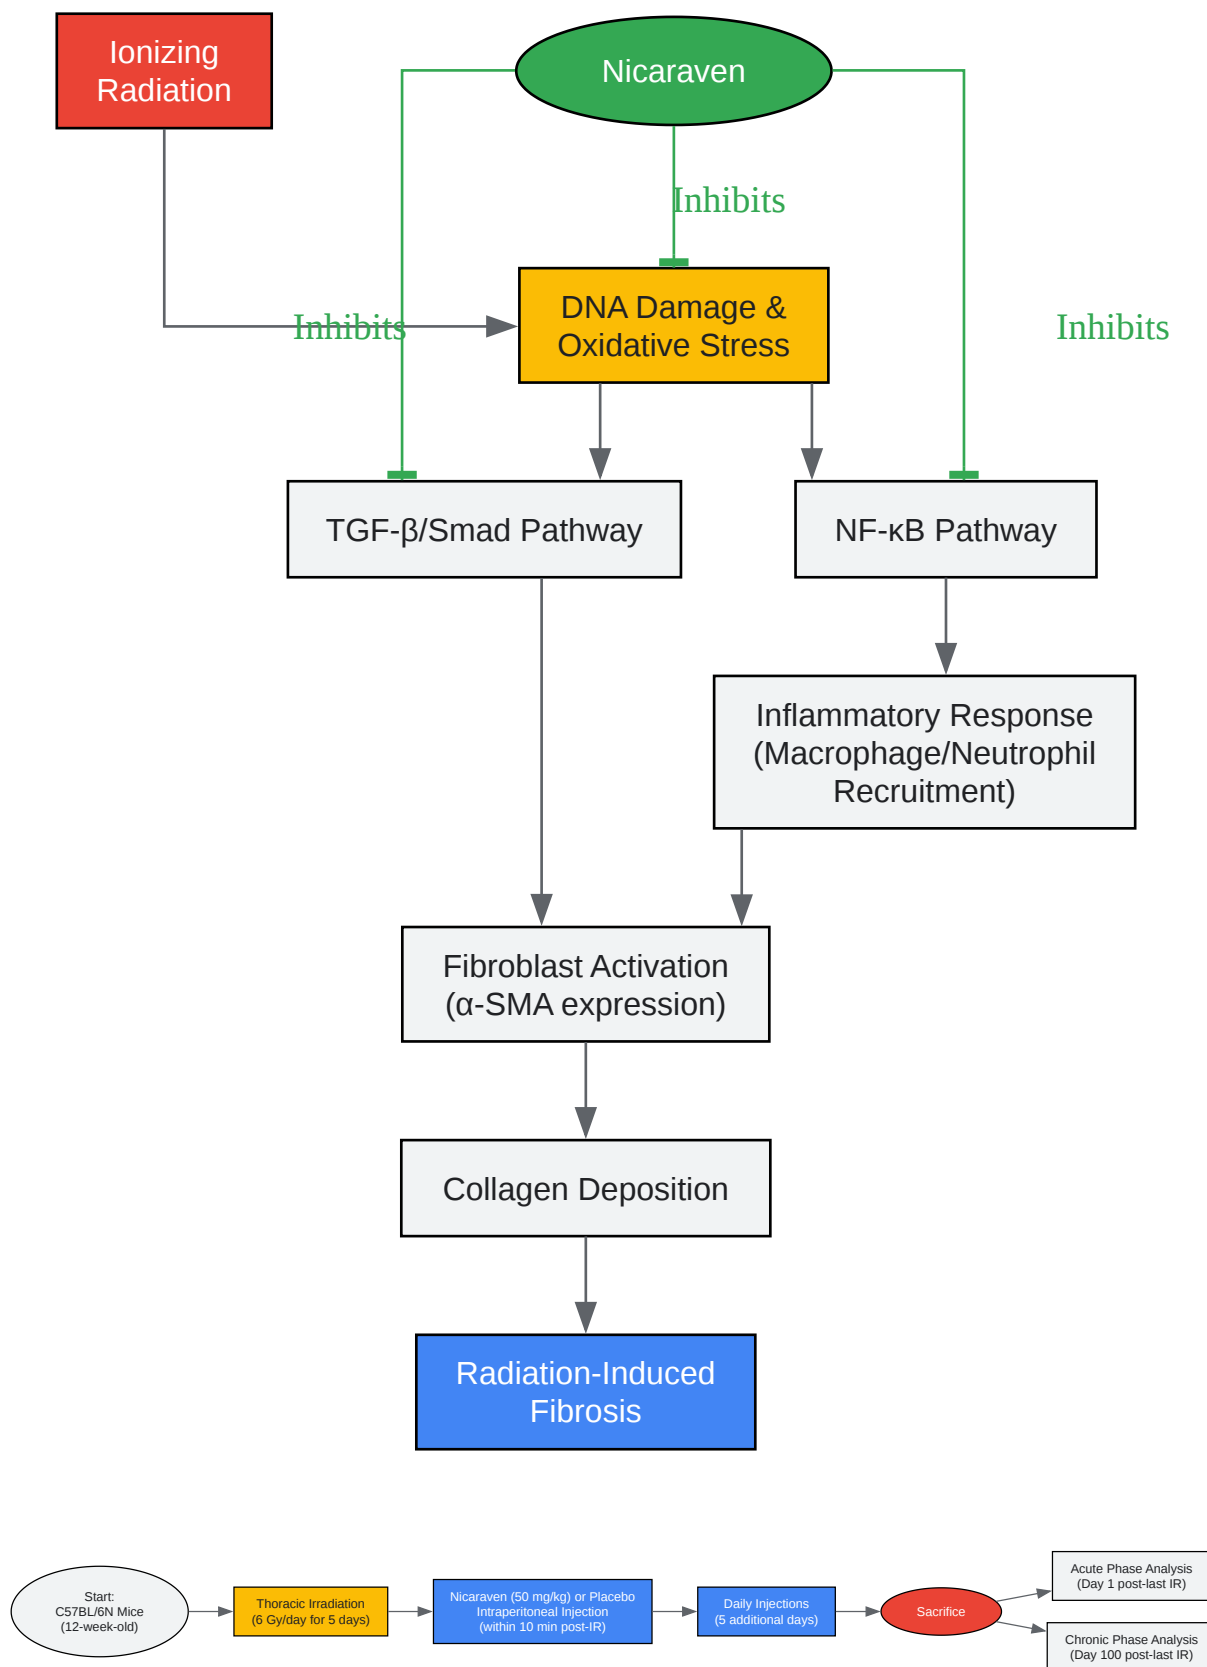 Ionizing
Radiation
Nicaraven
Inhibits
DNA Damage &
Oxidative Stress
Inhibits
Inhibits
TGF-β/Smad Pathway
NF-κB Pathway
Inflammatory Response
(Macrophage/Neutrophil
Recruitment)
Fibroblast Activation
(α-SMA expression)
Collagen Deposition
Radiation-Induced
Fibrosis
Start:
C57BL/6N Mice
(12-week-old)
Thoracic Irradiation
(6 Gy/day for 5 days)
Nicaraven (50 mg/kg) or Placebo
Intraperitoneal Injection
(within 10 min post-IR)
Daily Injections
(5 additional days)
Sacrifice
Acute Phase Analysis
(Day 1 post-last IR)
Chronic Phase Analysis
(Day 100 post-last IR)